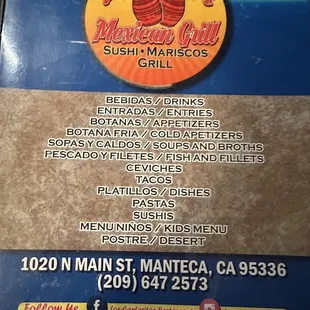 Mexican Grill
SUSHI • MARISCOS
GRILL
BEBIDAS / DRINKS
ENTRADAS / ENTRIES
BOTANAS / APPETIZERS
BOTANA FRIA / COLD APETIZERS
SOPAS Y CALDOS / SOUPS AND BROTHS
PESCADO Y FILETES / FISH AND FILLETS
CEVICHES
TACOS
PLATILLOS / DISHES
PASTAS
SUSHIS
MENU NIÑOS / KIDS MENU
POSTRE / DESERT
1020 N MAIN ST, MANTECA, CA 95336
(209) 647 2573
Follow Us f